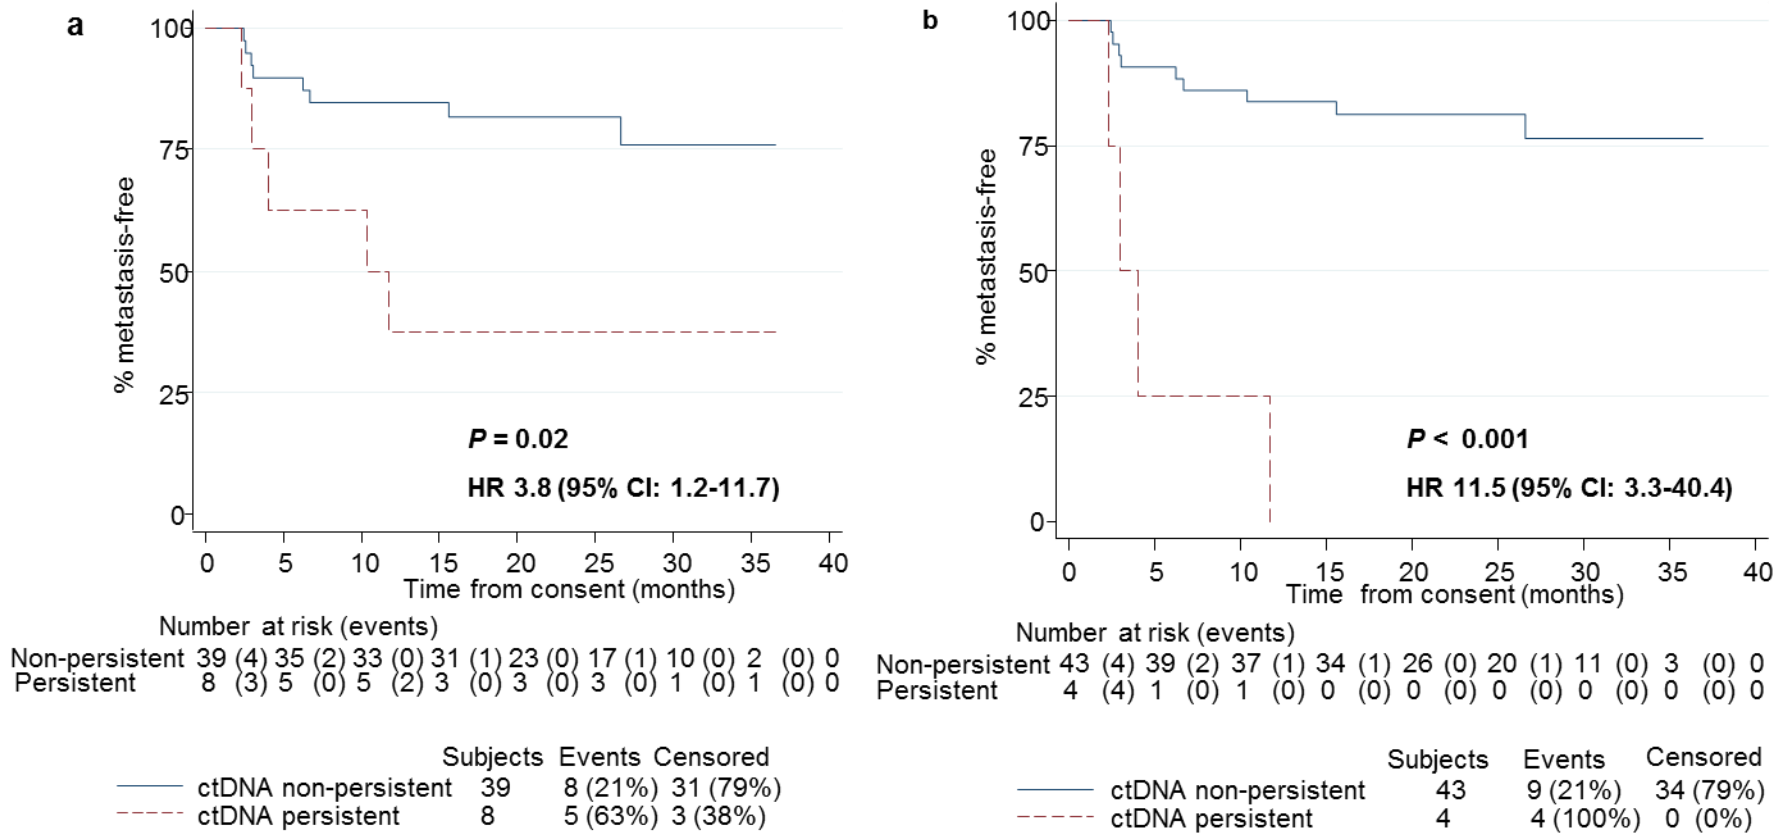 a
100
75
50
25
0
% metastasis-free
P = 0.02
HR 3.8 (95% CI: 1.2-11.7)
0 5 10 15 20 25 30 35 40
Time from consent (months)
Number at risk (events)
Non-persistent 39 (4) 35 (2) 33 (0) 31 (1) 23 (0) 17 (1) 10 (0) 2 (0) 0
Persistent 8 (3) 5 (0) 5 (2) 3 (0) 3 (0) 3 (0) 1 (0) 1 (0) 0
Subjects Events Censored
ctDNA non-persistent 39 8 (21%) 31 (79%)
ctDNA persistent 8 5 (63%) 3 (38%)
b
100
75
50
25
0
% metastasis-free
P < 0.001
HR 11.5 (95% CI: 3.3-40.4)
0 5 10 15 20 25 30 35 40
Time from consent (months)
Number at risk (events)
Non-persistent 43 (4) 39 (2) 37 (1) 34 (1) 26 (0) 20 (1) 11 (0) 3 (0) 0
Persistent 4 (4) 1 (0) 1 (0) 0 (0) 0 (0) 0 (0) 0 (0) 0 (0) 0
Subjects Events Censored
ctDNA non-persistent 43 9 (21%) 34 (79%)
ctDNA persistent 4 4 (100%) 0 (0%)